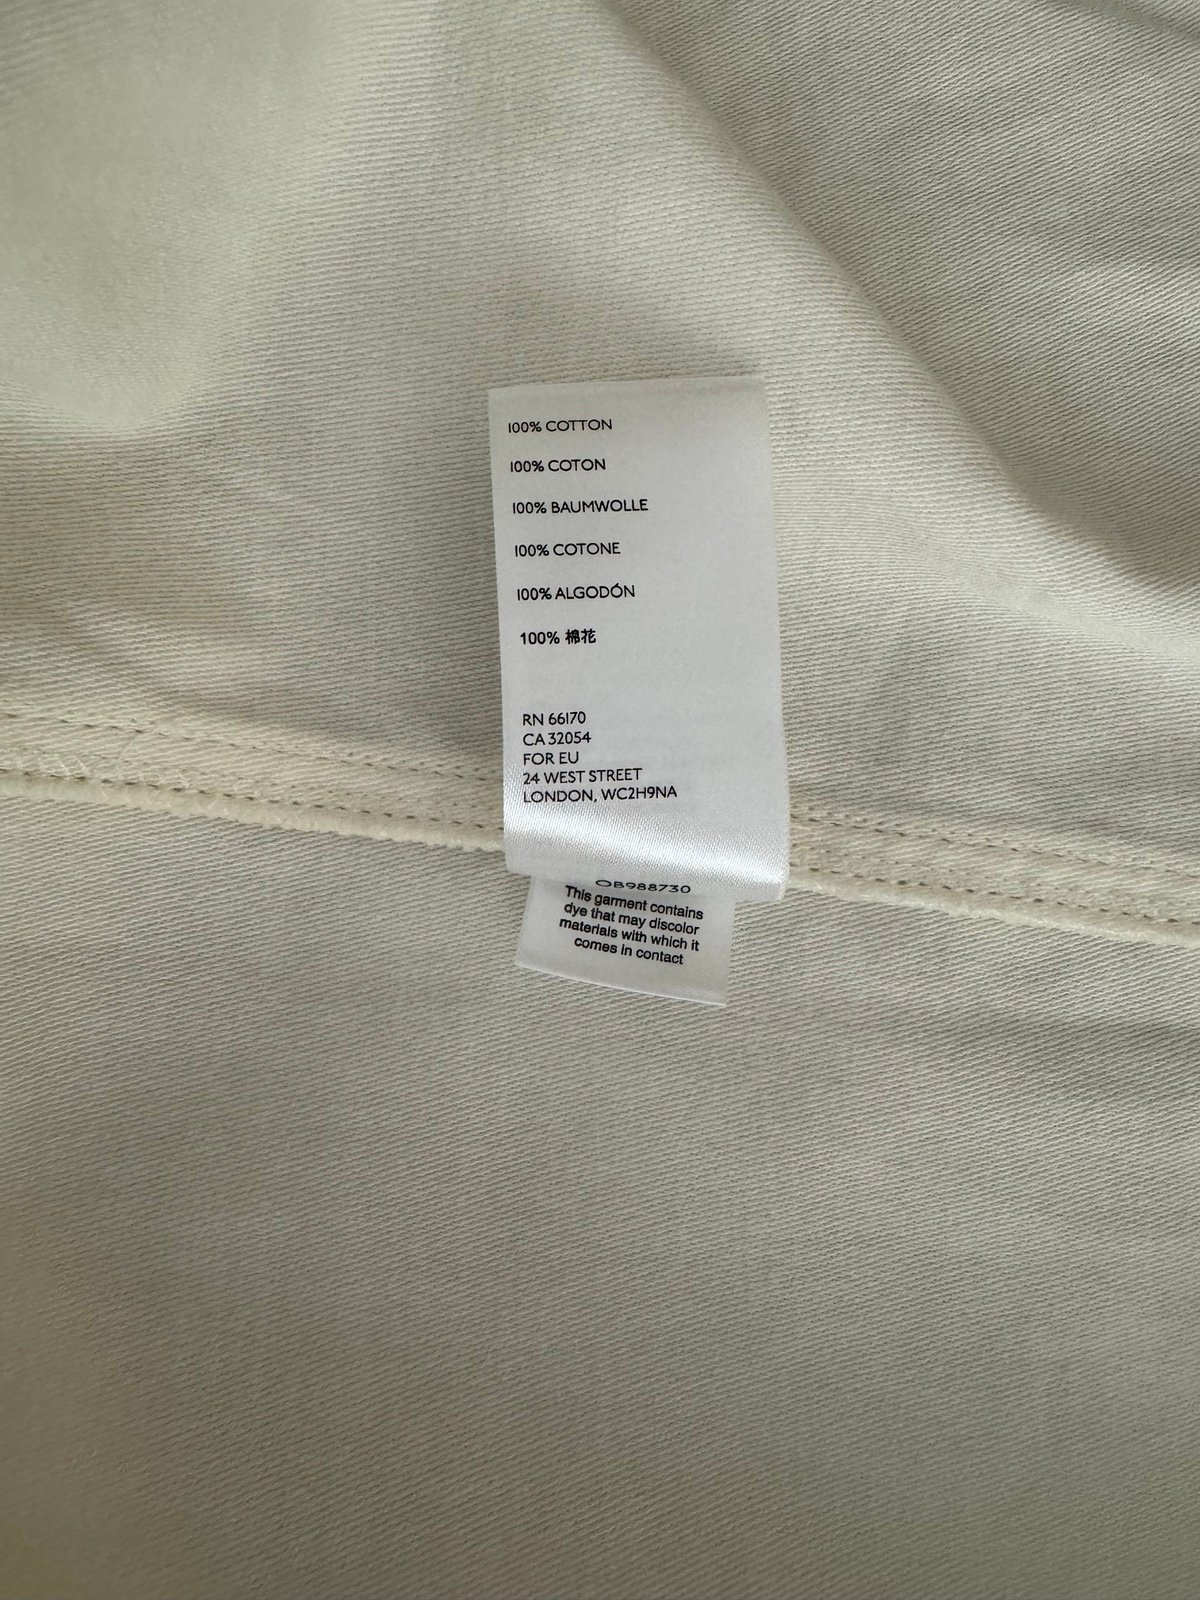 100% COTTON
100% COTON
100% BAUMWOLLE
100% COTONE
100% ALGODÓN
100% 棉花
RN 66170
CA 32054
FOR EU
24 WEST STREET
LONDON, WC2H9NA
OB988730
This garment contains
dye that may discolor
materials with which it
comes in contact